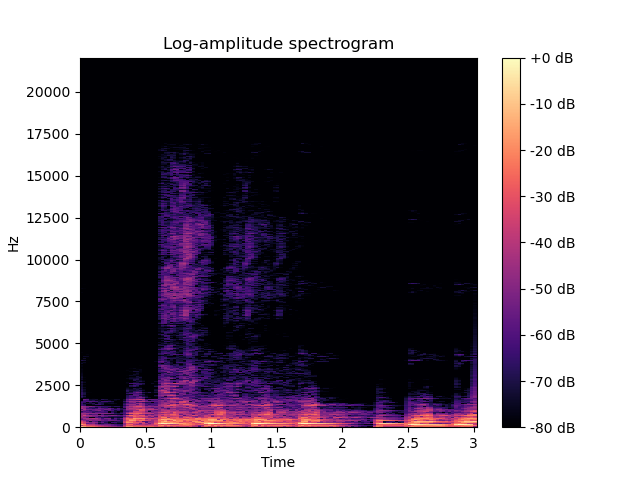 Log-amplitude spectrogram
Hz
20000
17500
15000
12500
10000
7500
5000
2500
0
0 0.5 1 1.5 2 2.5 3
Time
+0 dB
-10 dB
-20 dB
-30 dB
-40 dB
-50 dB
-60 dB
-70 dB
-80 dB